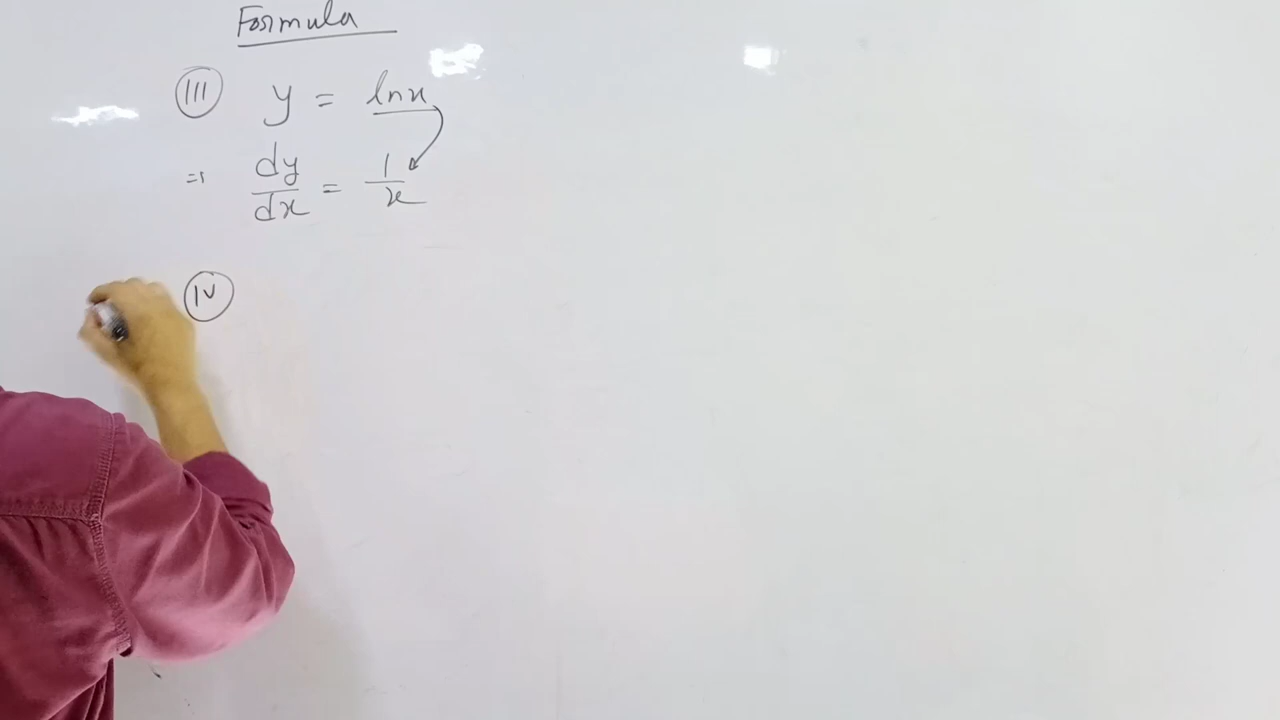 Formula
III y = lnx
⇒ dy/dx = 1/x
IV